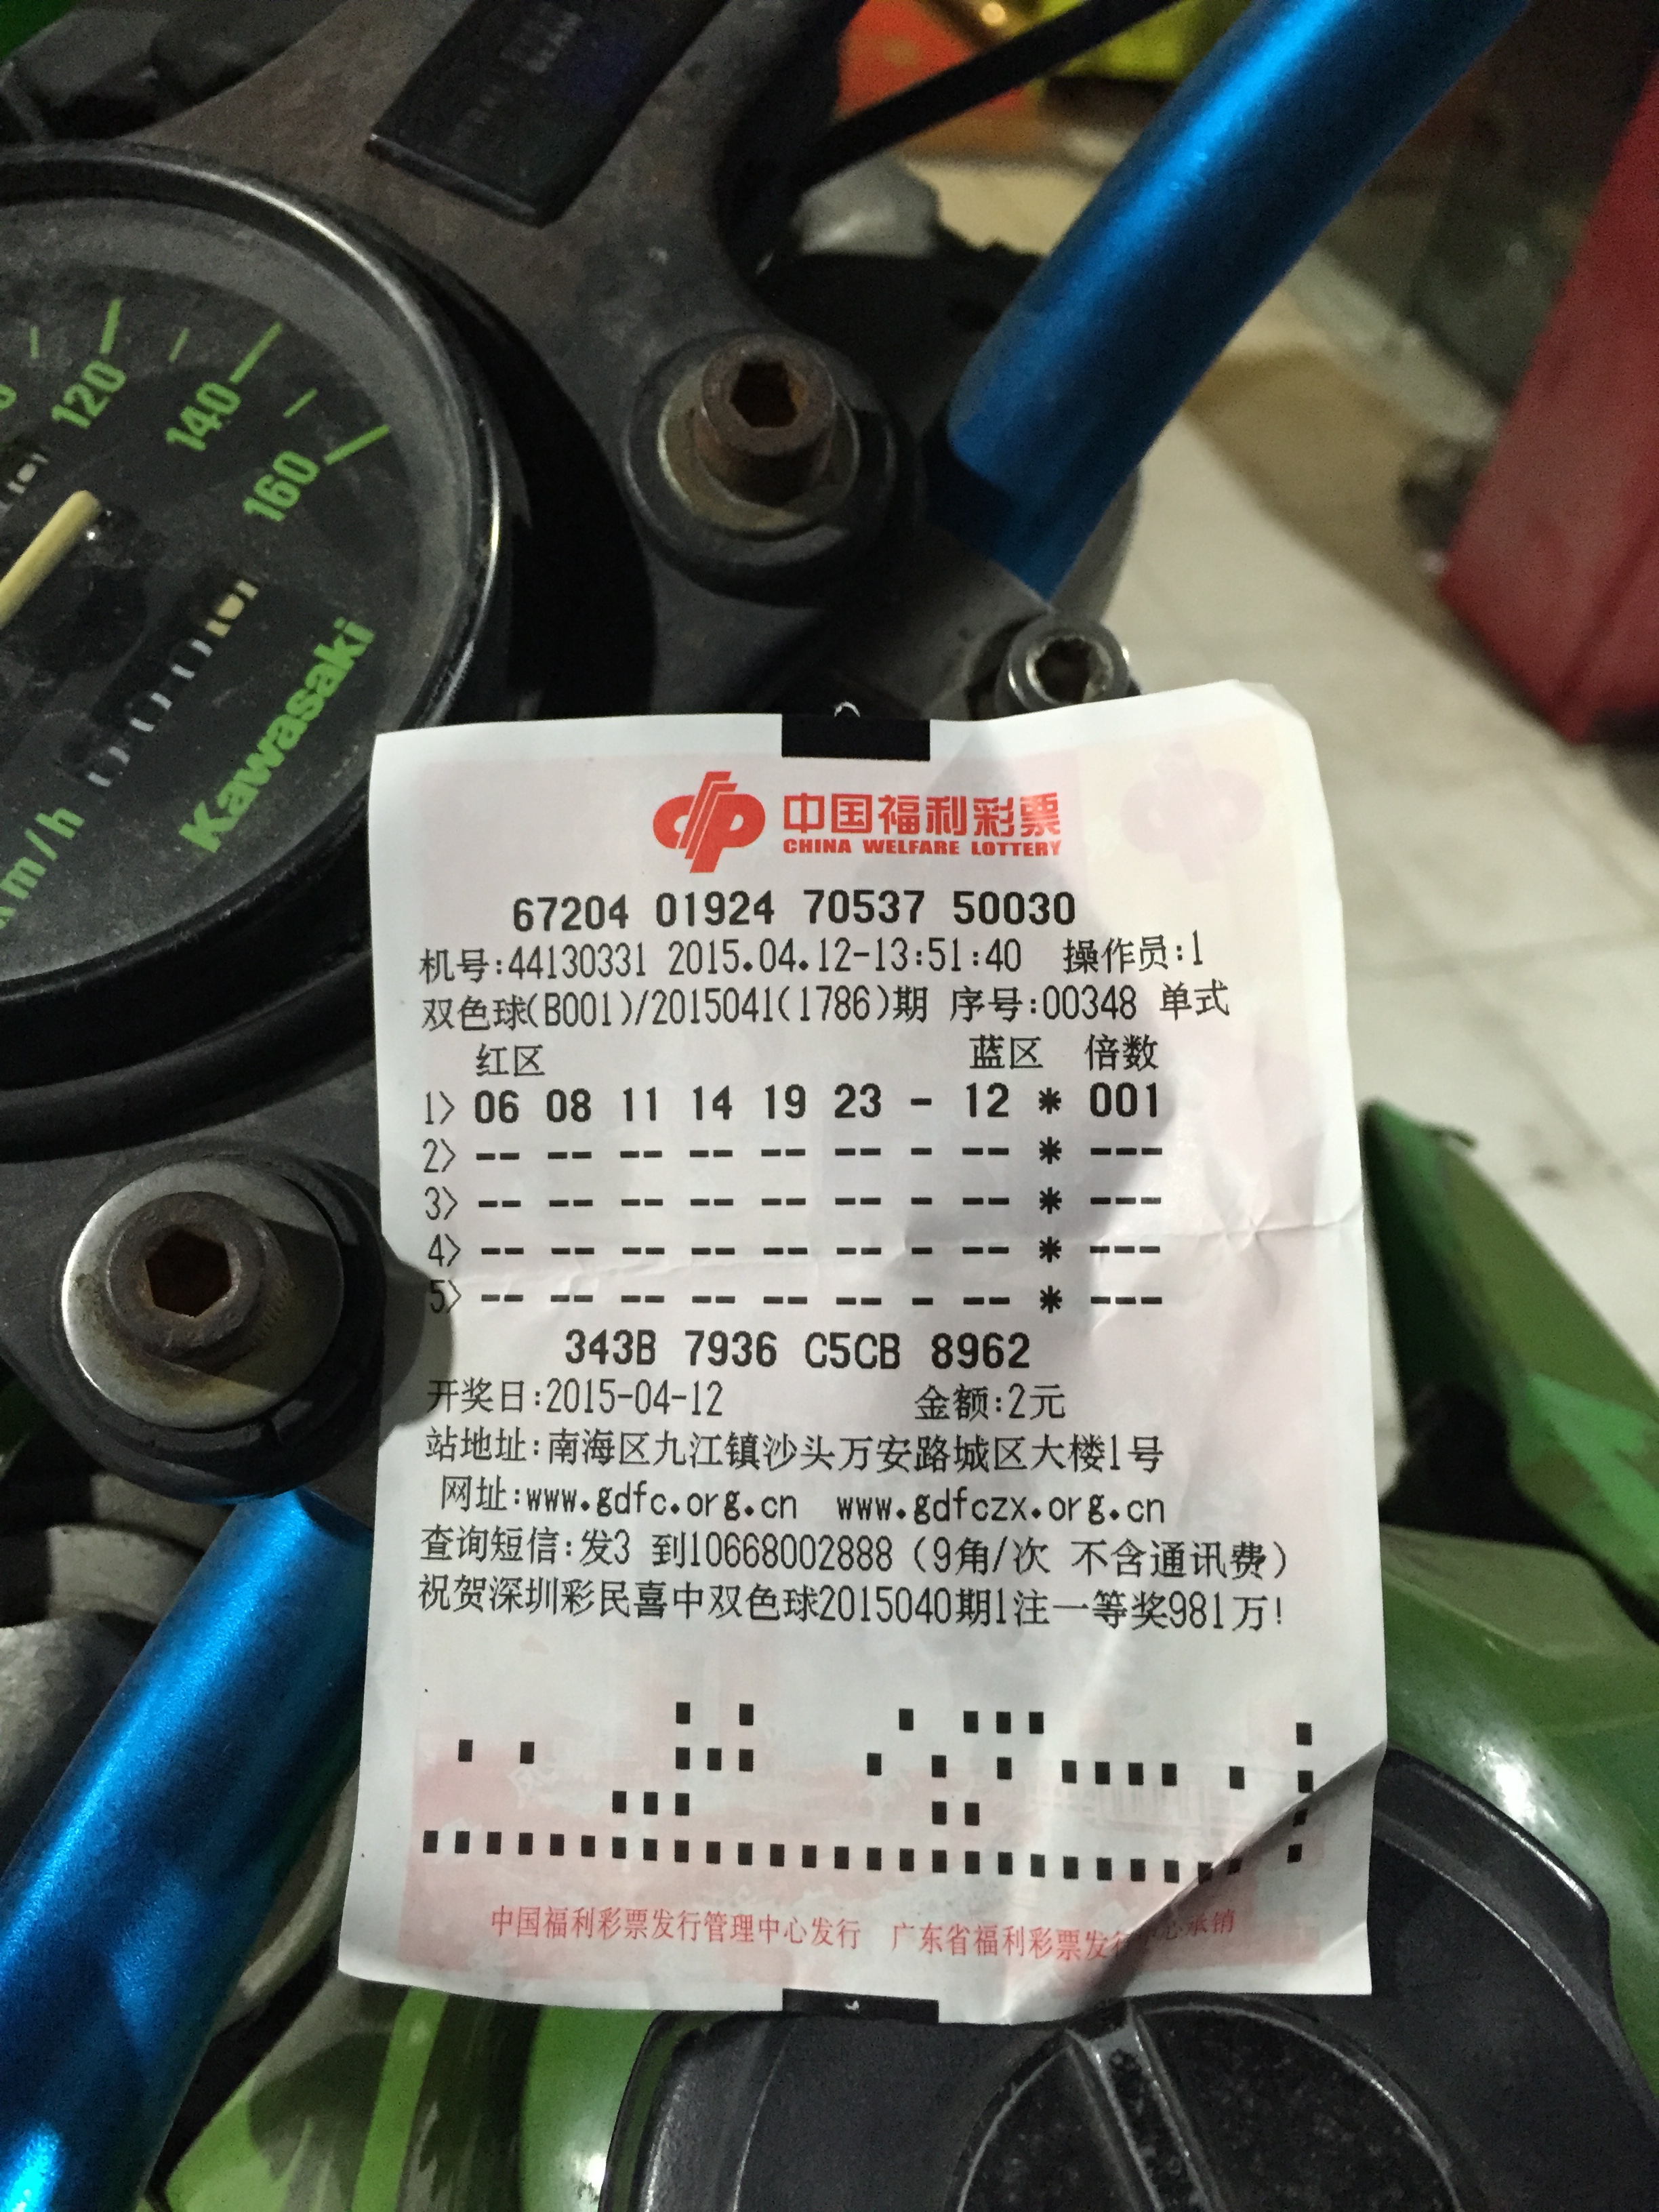 120
140
160
Kawasaki
km/h
中国福利彩票
CHINA WELFARE LOTTERY
67204 01924 70537 50030
机号:44130331 2015.04.12-13:51:40 操作员:1
双色球(B001)/2015041(1786)期 序号:00348 单式
红区 蓝区 倍数
1> 06 08 11 14 19 23 - 12 * 001
2> -- -- -- -- -- -- - -- * ---
3> -- -- -- -- -- -- - -- * ---
4> -- -- -- -- -- -- - -- * ---
5> -- -- -- -- -- -- - -- * ---
343B 7936 C5CB 8962
开奖日:2015-04-12 金额:2元
站地址:南海区九江镇沙头万安路城区大楼1号
网址:www.gdfc.org.cn www.gdfczx.org.cn
查询短信:发3 到10668002888（9角/次 不含通讯费）
祝贺深圳彩民喜中双色球2015040期1注一等奖981万!
中国福利彩票发行管理中心发行 广东省福利彩票发行中心承销